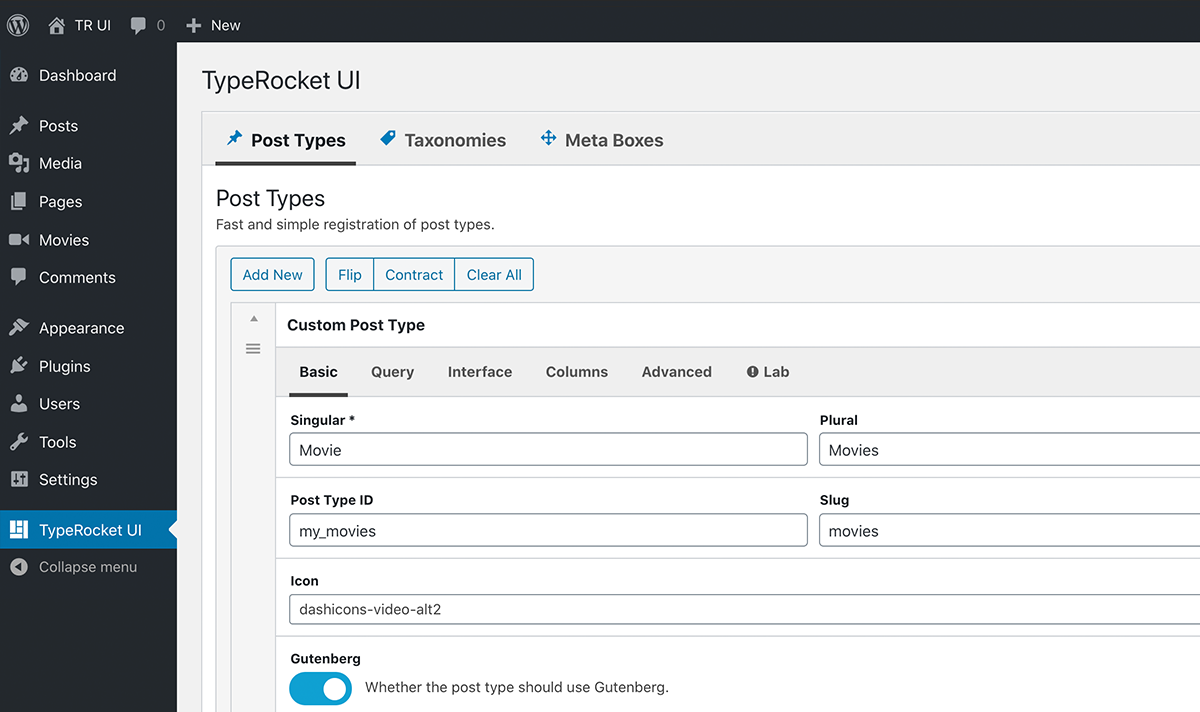 TR UI 0 New
Dashboard
Posts
Media
Pages
Movies
Comments
Appearance
Plugins
Users
Tools
Settings
TypeRocket UI
Collapse menu
TypeRocket UI
Post Types Taxonomies Meta Boxes
Post Types
Fast and simple registration of post types.
Add New Flip Contract Clear All
Custom Post Type
Basic Query Interface Columns Advanced Lab
Singular * Plural
Movie Movies
Post Type ID Slug
my_movies movies
Icon
dashicons-video-alt2
Gutenberg
Whether the post type should use Gutenberg.